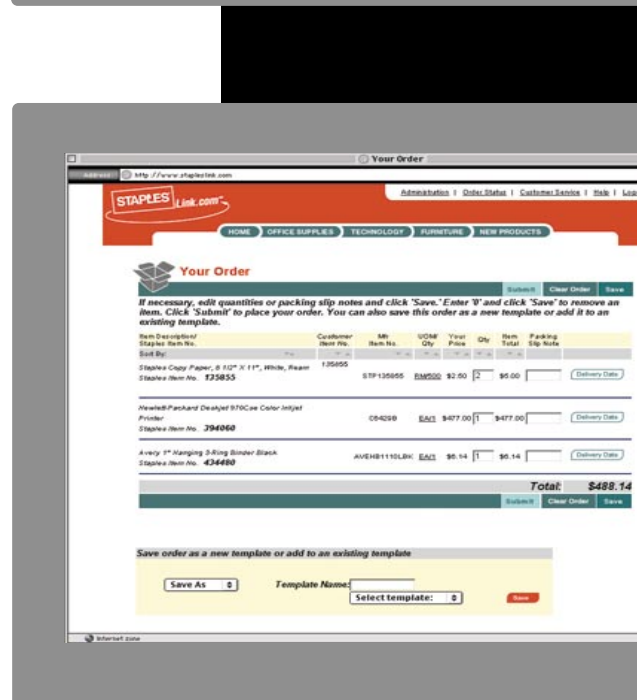 Your Order
Address http://www.stapleslink.com
STAPLES Link.com
Administration | Order Status | Customer Service | Help | Log
HOME OFFICE SUPPLIES TECHNOLOGY FURNITURE NEW PRODUCTS
Your Order
Submit Clear Order Save
If necessary, edit quantities or packing slip notes and click 'Save.' Enter '0' and click 'Save' to remove an
item. Click 'Submit' to place your order. You can also save this order as a new template or add it to an
existing template.
Item Description/ Customer Mfr UOM/ Your Qty Item Packing
Staples Item No. Item No. Item No. Qty Price Total Slip Note
Sort By:
Staples Copy Paper, 8 1/2" X 11", White, Ream 135855
Staples Item No. 135855 STP135855 RM/500 $2.50 2 $5.00 Delivery Date
Hewlett-Packard Deskjet 970Cse Color Inkjet
Printer C6429B EA/1 $477.00 1 $477.00 Delivery Date
Staples Item No. 394060
Avery 1" Hanging 3-Ring Binder Black
Staples Item No. 434480 AVEHB1110LBK EA/1 $6.14 1 $6.14 Delivery Date
Total: $488.14
Submit Clear Order Save
Save order as a new template or add to an existing template
Save As Template Name:
Select template: Save
Internet zone